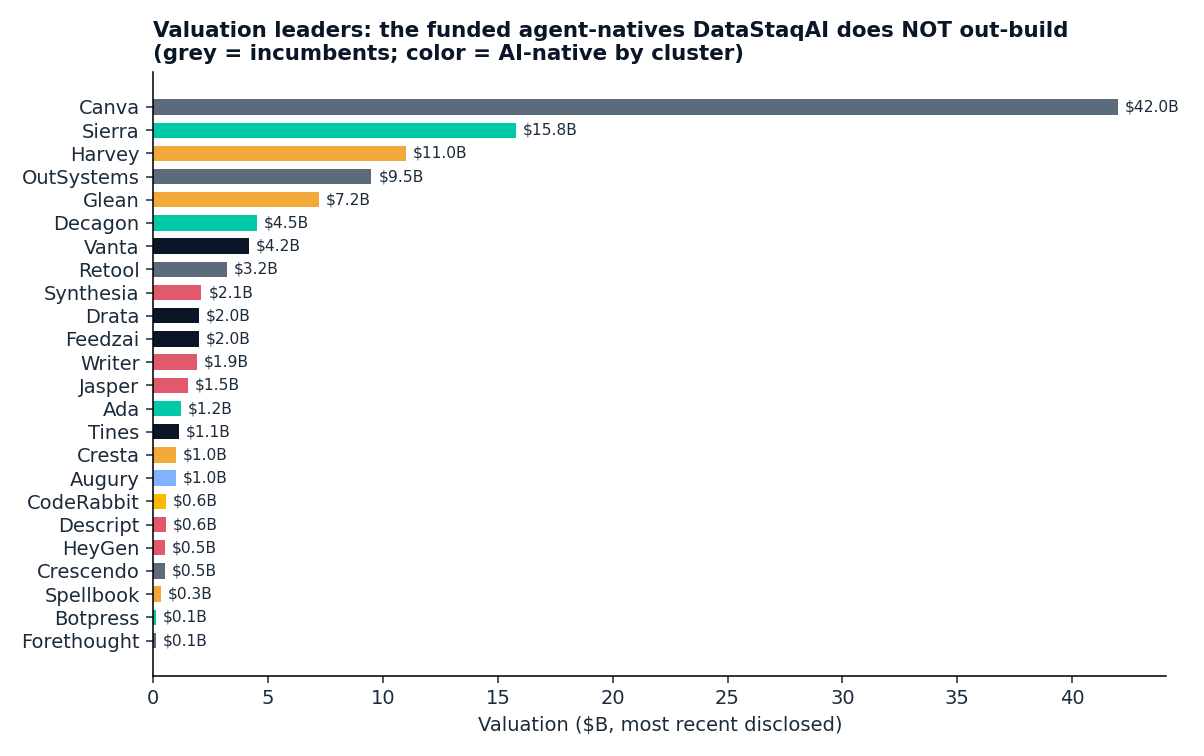 Valuation leaders: the funded agent-natives DataStaqAI does NOT out-build
(grey = incumbents; color = AI-native by cluster)
Canva $42.0B
Sierra $15.8B
Harvey $11.0B
OutSystems $9.5B
Glean $7.2B
Decagon $4.5B
Vanta $4.2B
Retool $3.2B
Synthesia $2.1B
Drata $2.0B
Feedzai $2.0B
Writer $1.9B
Jasper $1.5B
Ada $1.2B
Tines $1.1B
Cresta $1.0B
Augury $1.0B
CodeRabbit $0.6B
Descript $0.6B
HeyGen $0.5B
Crescendo $0.5B
Spellbook $0.3B
Botpress $0.1B
Forethought $0.1B
0 5 10 15 20 25 30 35 40
Valuation ($B, most recent disclosed)